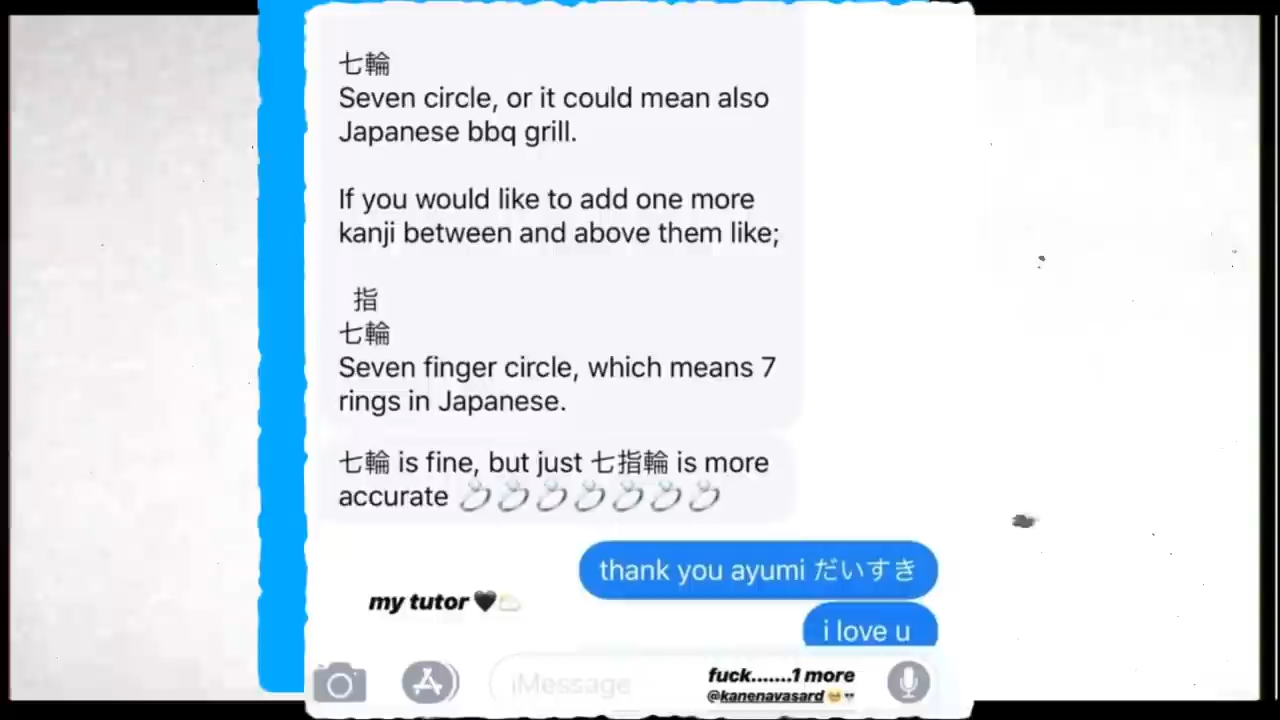 七輪
Seven circle, or it could mean also
Japanese bbq grill.
If you would like to add one more
kanji between and above them like;
指
七輪
Seven finger circle, which means 7
rings in Japanese.
七輪 is fine, but just 七指輪 is more
accurate 💍💍💍💍💍💍💍
thank you ayumi だいすき
my tutor 🖤🌥
i love u
iMessage
fuck.......1 more
@kanenavasard